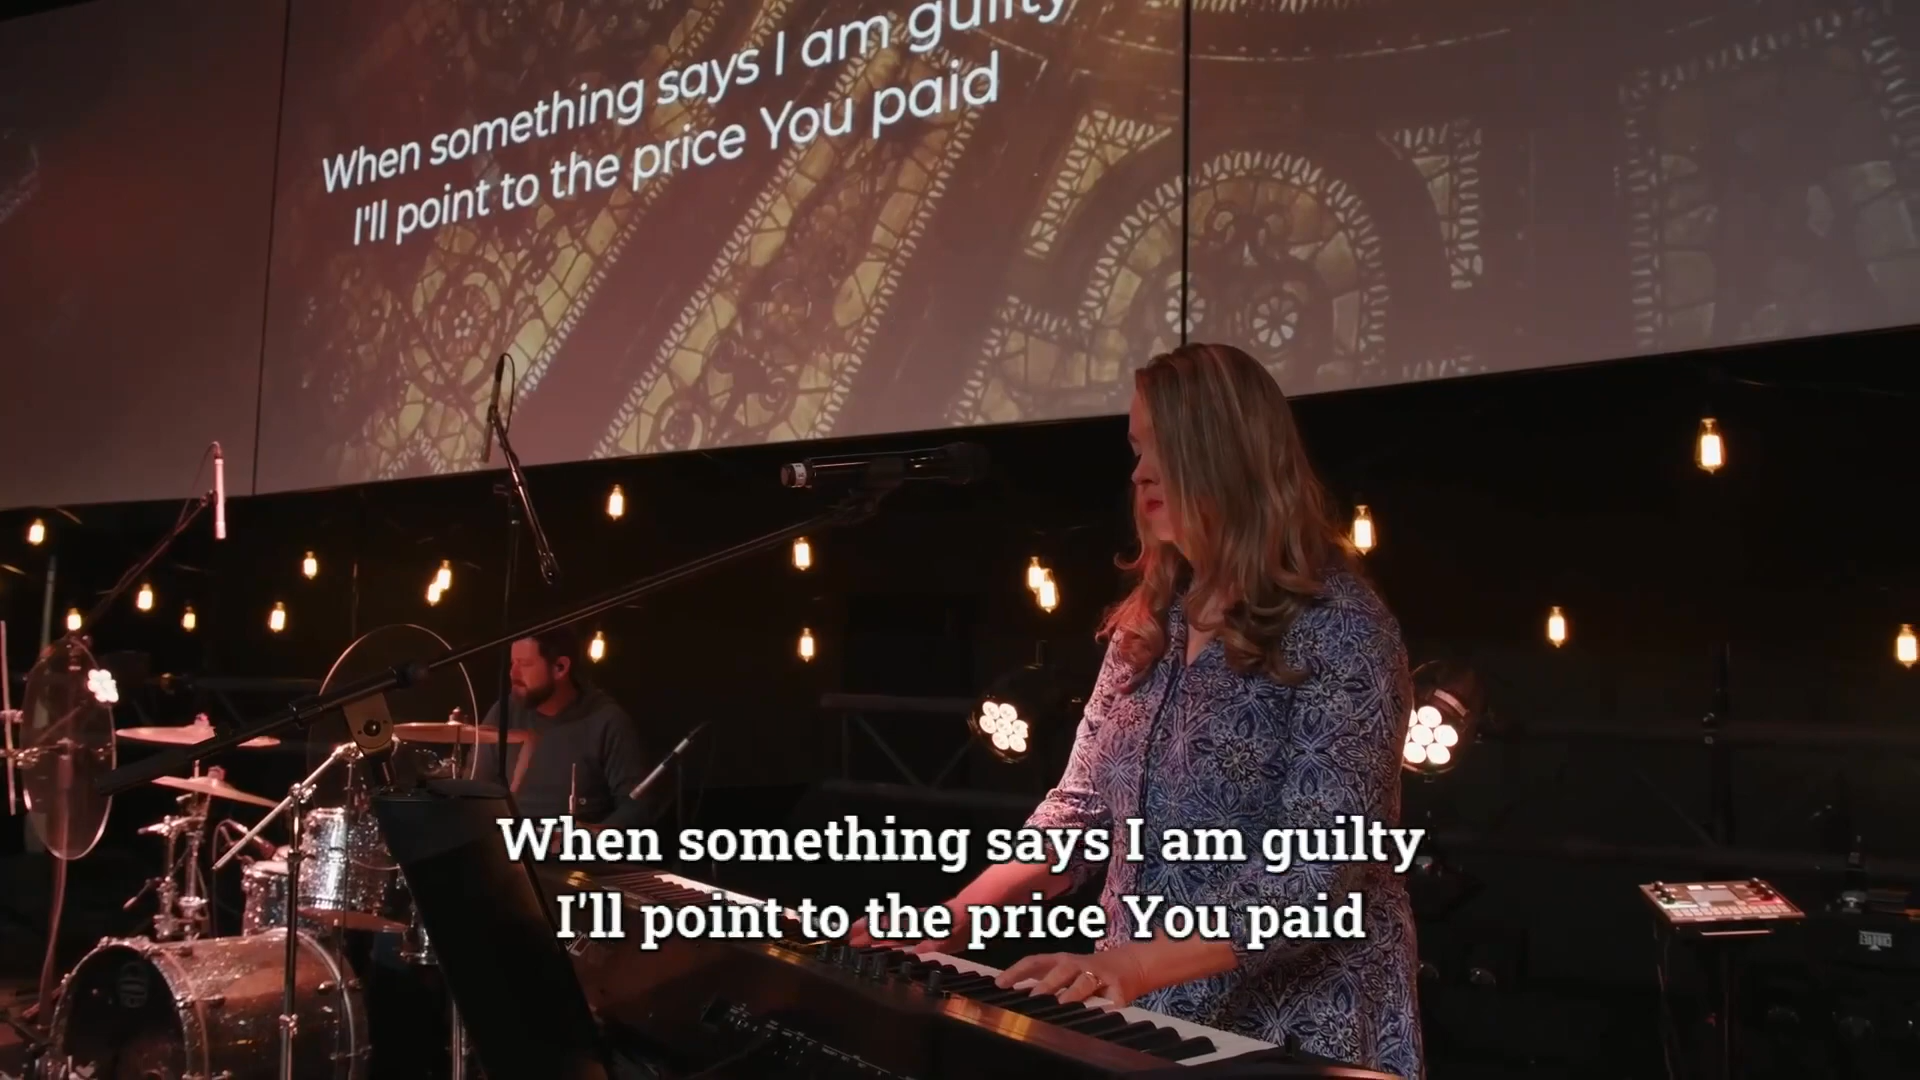 When something says I am guilty
I'll point to the price You paid
When something says I am guilty
I'll point to the price You paid